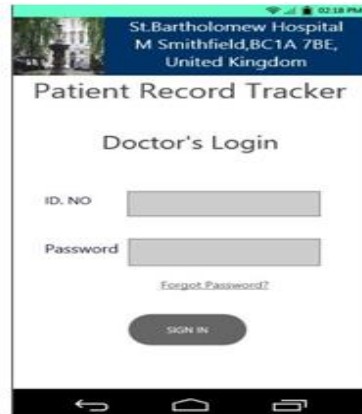 02:18 PM
St.Bartholomew Hospital
M Smithfield,BC1A 7BE,
United Kingdom
Patient Record Tracker
Doctor's Login
ID. NO
Password
Forgot Password?
SIGN IN